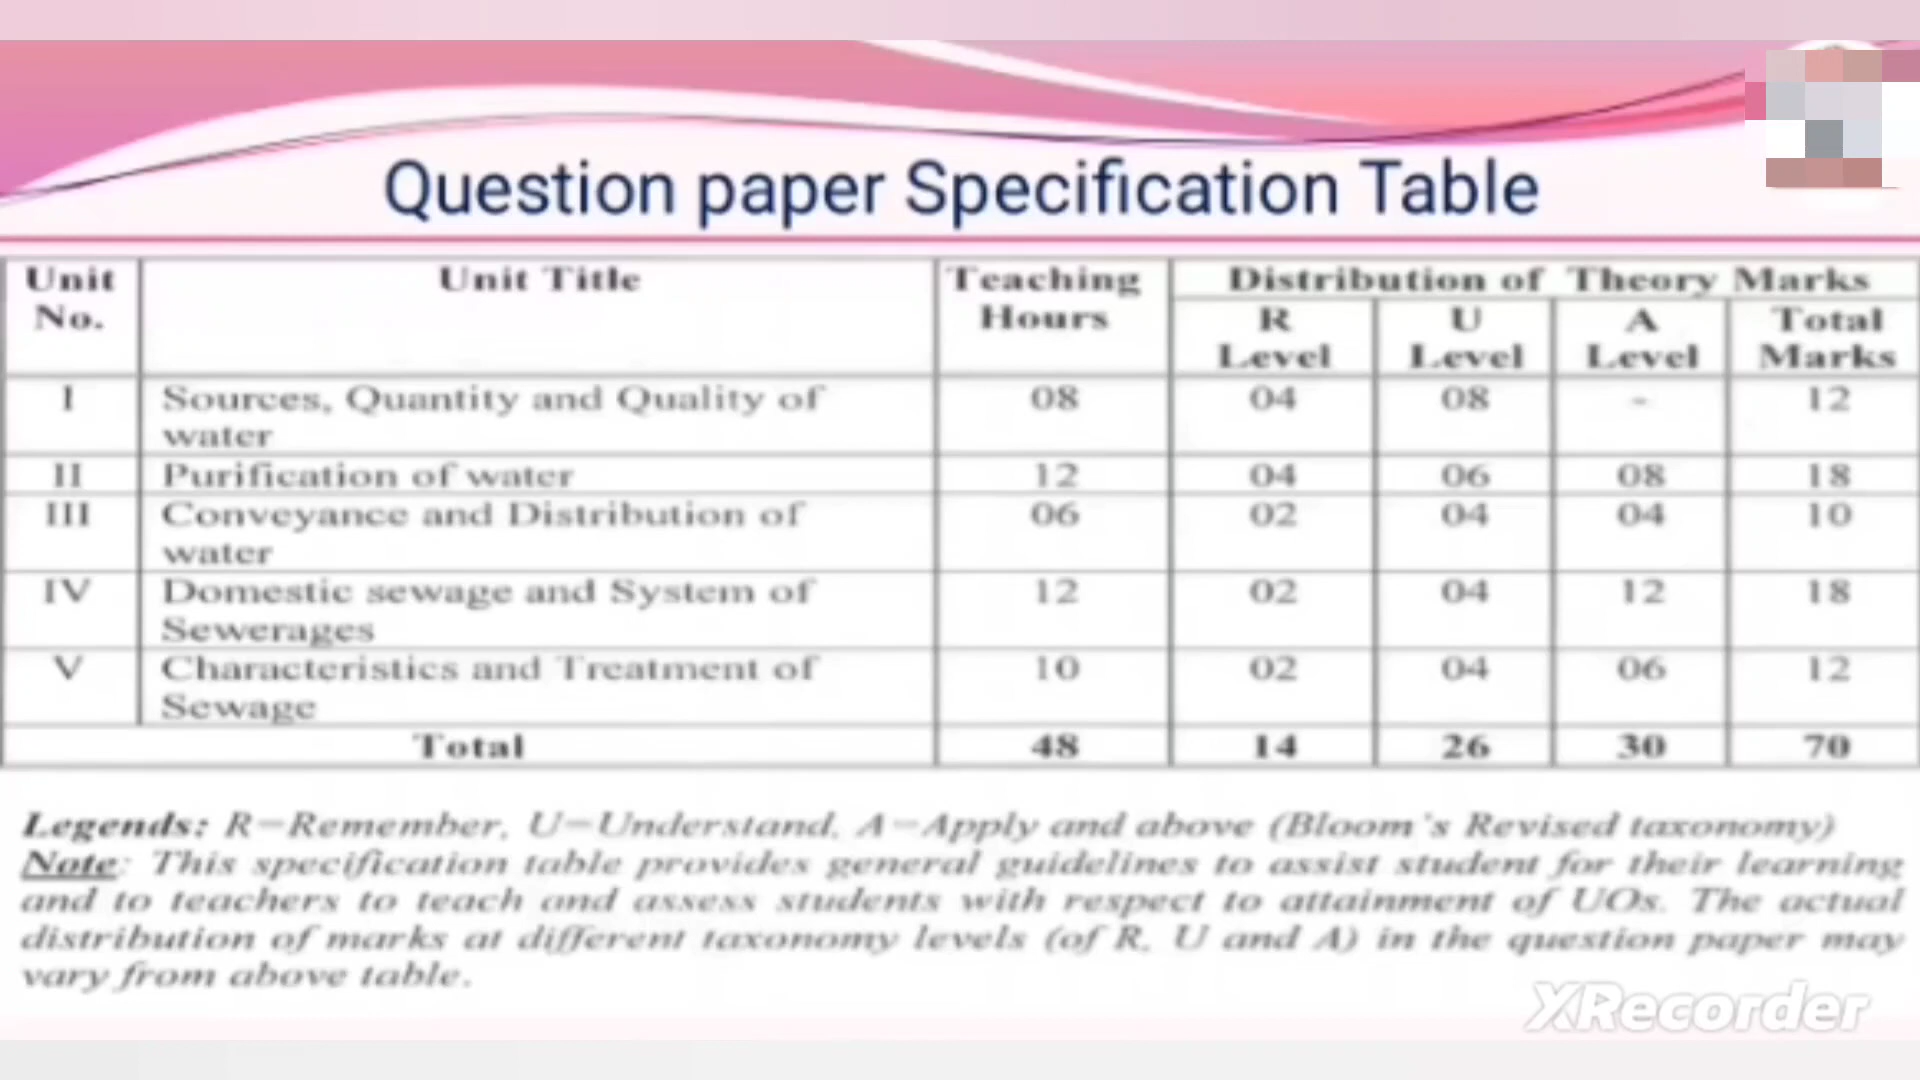 Question paper Specification Table
Unit No. Unit Title Teaching Hours Distribution of Theory Marks
R Level U Level A Level Total Marks
I Sources, Quantity and Quality of water 08 04 08 - 12
II Purification of water 12 04 06 08 18
III Conveyance and Distribution of water 06 02 04 04 10
IV Domestic sewage and System of Sewerages 12 02 04 12 18
V Characteristics and Treatment of Sewage 10 02 04 06 12
Total 48 14 26 30 70
Legends: R=Remember, U=Understand, A=Apply and above (Bloom's Revised taxonomy)
Note: This specification table provides general guidelines to assist student for their learning
and to teachers to teach and assess students with respect to attainment of UOs. The actual
distribution of marks at different taxonomy levels (of R, U and A) in the question paper may
vary from above table.
XRecorder